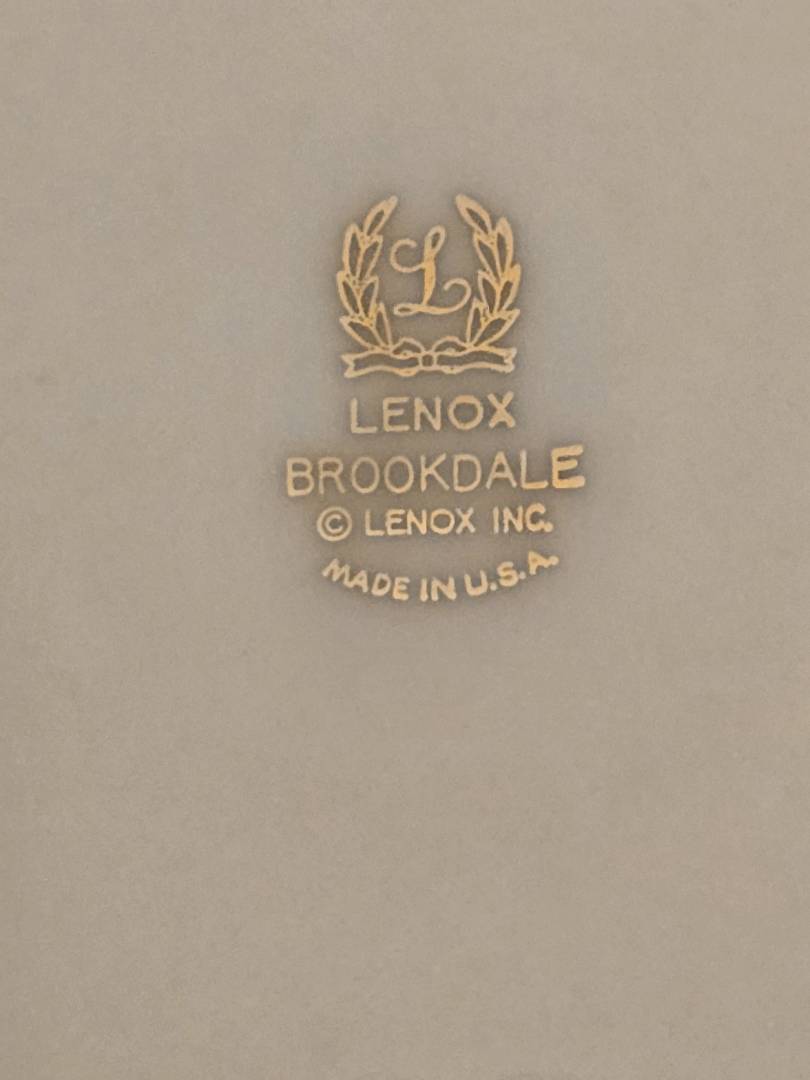 L
LENOX
BROOKDALE
© LENOX INC.
MADE IN U.S.A.